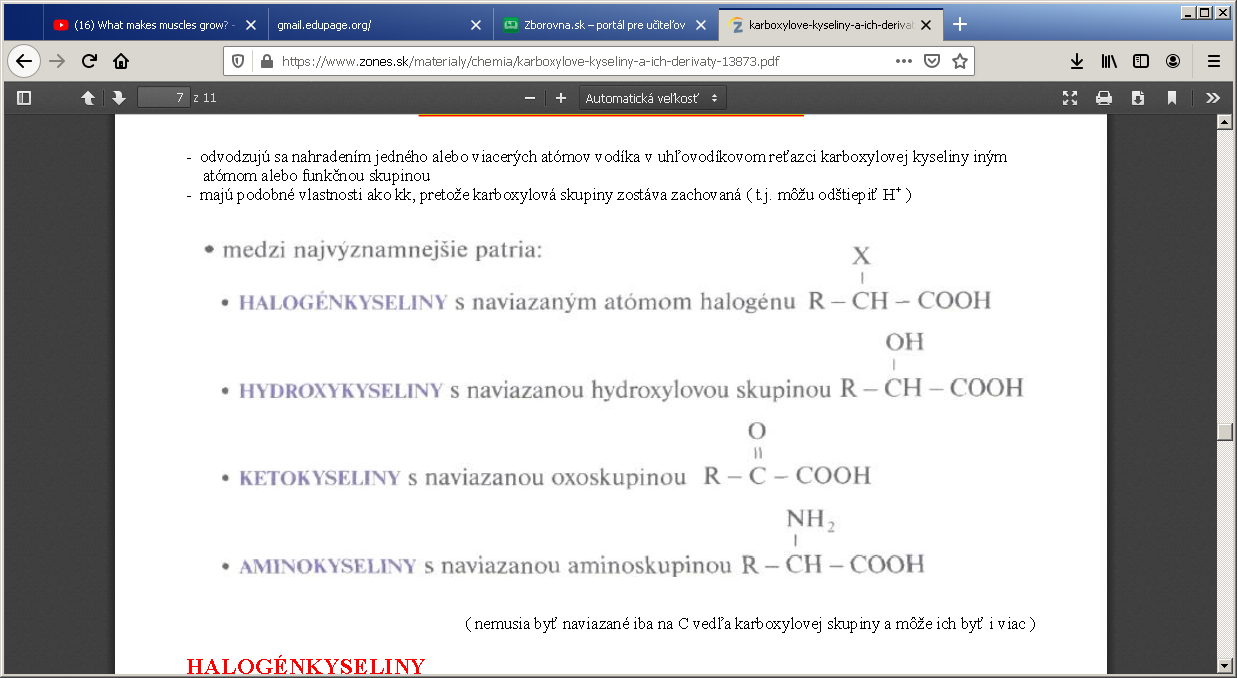 (16) What makes muscles grow? -
gmail.edupage.org/
Zborovna.sk – portál pre učiteľov
karboxylove-kyseliny-a-ich-derivat
https://www.zones.sk/materialy/chemia/karboxylove-kyseliny-a-ich-derivaty-13873.pdf
7 z 11
Automatická veľkosť
- odvodzujú sa nahradením jedného alebo viacerých atómov vodíka v uhľovodíkovom reťazci karboxylovej kyseliny iným
atómom alebo funkčnou skupinou
- majú podobné vlastnosti ako kk, pretože karboxylová skupiny zostáva zachovaná ( t.j. môžu odštiepiť H⁺ )
• medzi najvýznamnejšie patria:
X
• HALOGÉNKYSELINY s naviazaným atómom halogénu R – CH – COOH
OH
• HYDROXYKYSELINY s naviazanou hydroxylovou skupinou R – CH – COOH
O
• KETOKYSELINY s naviazanou oxoskupinou R – C – COOH
NH₂
• AMINOKYSELINY s naviazanou aminoskupinou R – CH – COOH
( nemusia byť naviazané iba na C vedľa karboxylovej skupiny a môže ich byť i viac )
HALOGÉNKYSELINY